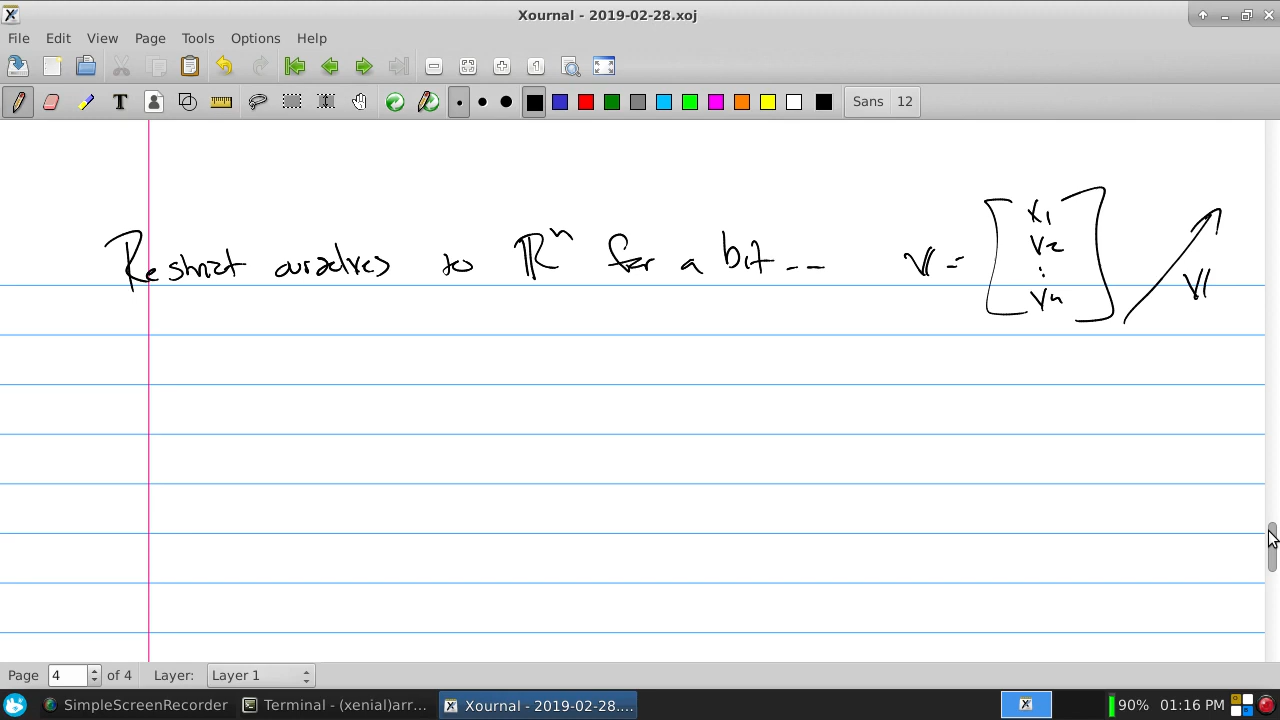 Xournal - 2019-02-28.xoj
File Edit View Page Tools Options Help
Sans 12
Restrict ourselves to ℝⁿ for a bit -- 𝕍 = [x₁ v₂ ⋮ vₙ] 𝕍
Page 4 of 4 Layer: Layer 1
SimpleScreenRecorder Terminal - (xenial)arr... Xournal - 2019-02-28.... 90% 01:16 PM